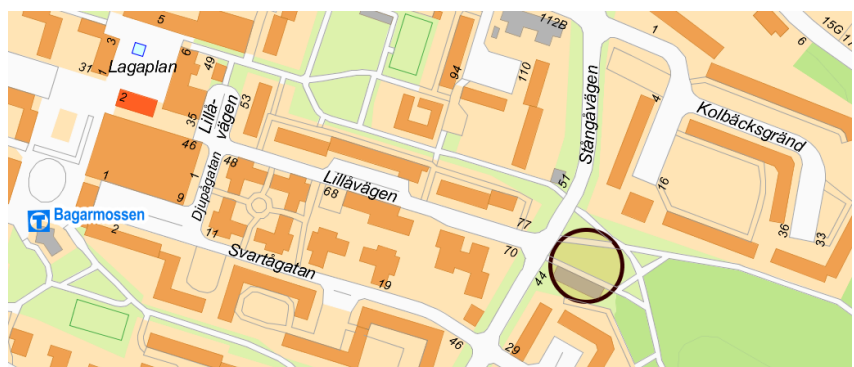 112B
15G 17
5
1
6
3
6
Lagaplan
49
31
1
94
110
4
2
53
Kolbäcksgränd
35
Lillå-
vägen
Stångåvägen
46
48
1
51
16
Lillåvägen
68
1
9
Djupågatan
Bagarmossen
77
36
33
2
11
70
Svartågatan
44
19
46
29